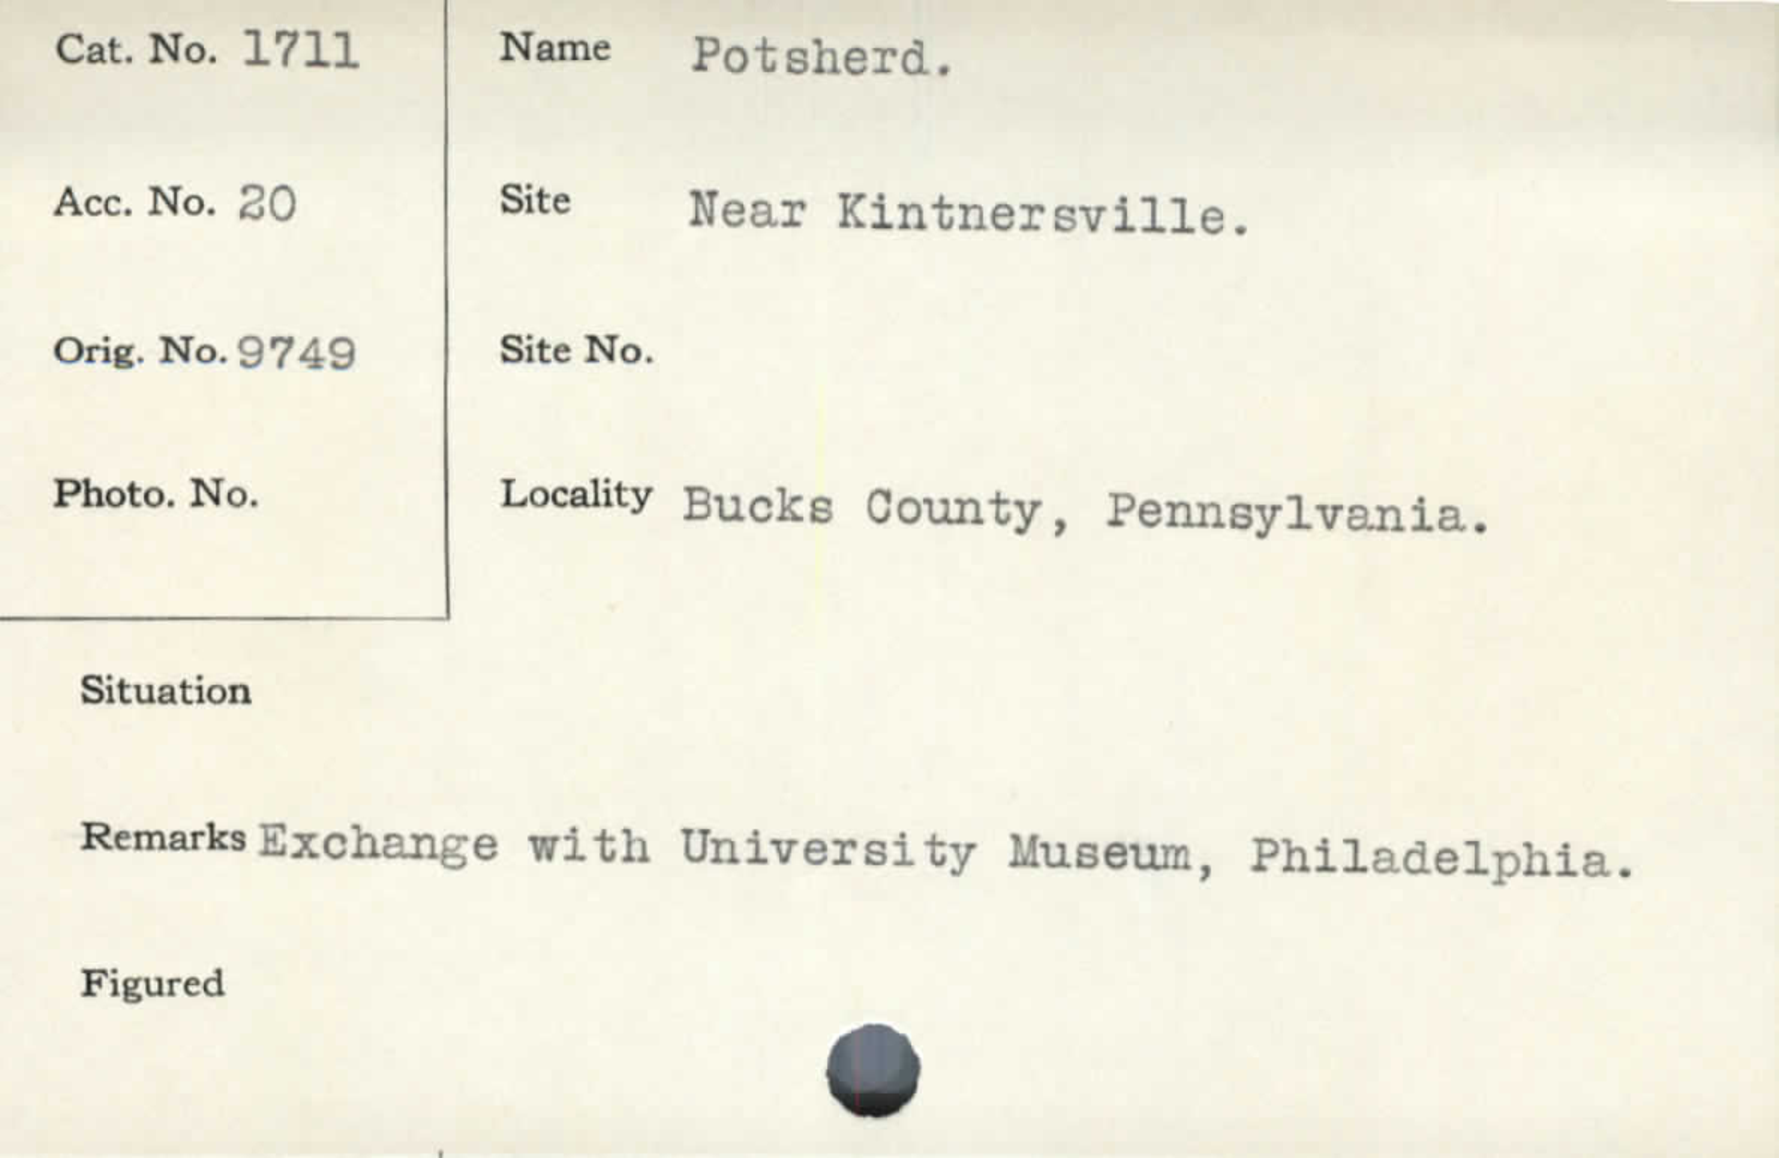 Cat. No. 1711
Acc. No. 20
Orig. No. 9749
Photo. No.
Name Potsherd.
Site Near Kintnersville.
Site No.
Locality Bucks County, Pennsylvania.
Situation
Remarks Exchange with University Museum, Philadelphia.
Figured